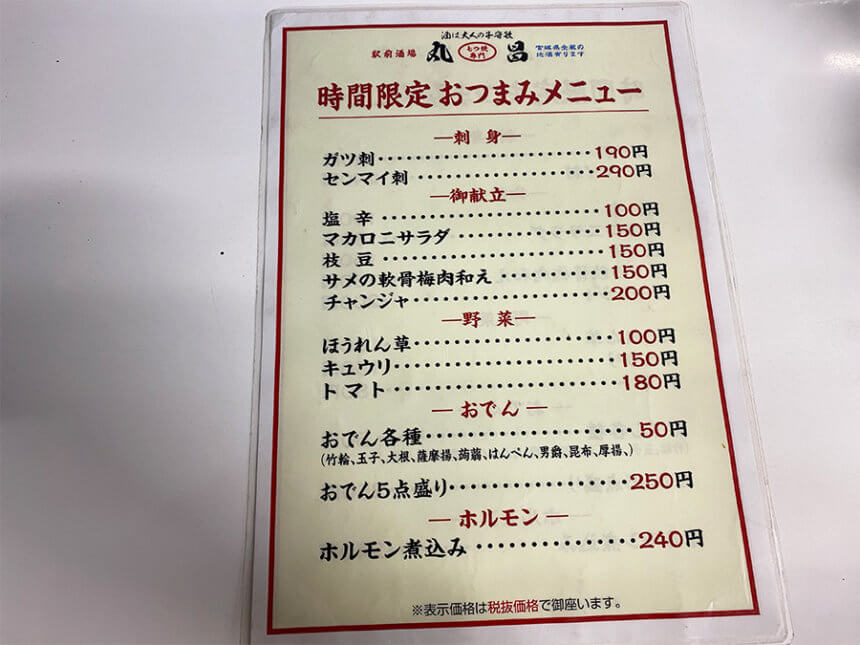 酒は大人の手習い
駅前酒場 丸 もつ焼専門 昌 宮城県登米の地酒有ります
時間限定おつまみメニュー
―刺 身―
ガツ刺・・・・・・・・・・・・・・・・・・・・・190円
センマイ刺・・・・・・・・・・・・・・・・・・290円
―御献立―
塩 辛・・・・・・・・・・・・・・・・・・・・・100円
マカロニサラダ・・・・・・・・・・・・・・150円
枝 豆・・・・・・・・・・・・・・・・・・・・・150円
サメの軟骨梅肉和え・・・・・・・・・・・150円
チャンジャ・・・・・・・・・・・・・・・・・・200円
―野 菜―
ほうれん草・・・・・・・・・・・・・・・・・・100円
キュウリ・・・・・・・・・・・・・・・・・・・・150円
トマト・・・・・・・・・・・・・・・・・・・・・180円
― おでん ―
おでん各種・・・・・・・・・・・・・・・・・・50円
(竹輪、玉子、大根、薩摩揚、蒟蒻、はんぺん、男爵、昆布、厚揚、)
おでん5点盛り・・・・・・・・・・・・・・・250円
― ホルモン ―
ホルモン煮込み・・・・・・・・・・・・・・240円
※表示価格は税抜価格で御座います。